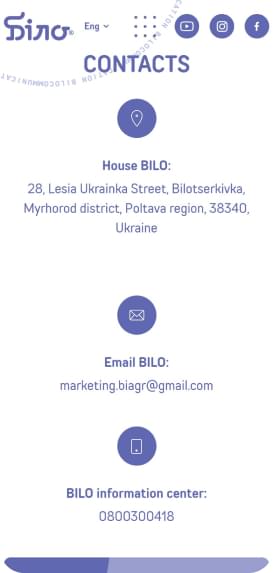 Біло®
Eng
CONTACTS
House BILO:
28, Lesia Ukrainka Street, Bilotserkivka,
Myrhorod district, Poltava region, 38340,
Ukraine
Email BILO:
marketing.biagr@gmail.com
BILO information center:
0800300418